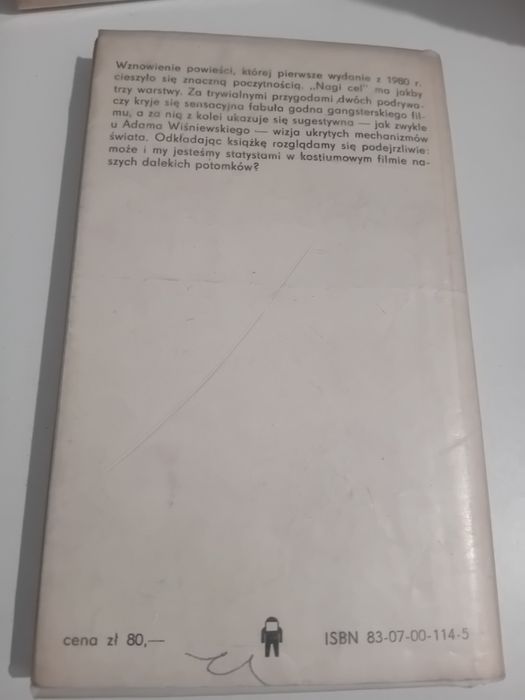 Wznowienie powieści, której pierwsze wydanie z 1980 r.
cieszyło się znaczną poczytnością. „Nagi cel" ma jakby
trzy warstwy. Za trywialnymi przygodami dwóch podrywa-
czy kryje się sensacyjna fabuła godna gangsterskiego fil-
mu, a za nią z kolei ukazuje się sugestywna — jak zwykle
u Adama Wiśniewskiego — wizja ukrytych mechanizmów
świata. Odkładając książkę rozglądamy się podejrzliwie:
może i my jesteśmy statystami w kostiumowym filmie na-
szych dalekich potomków?
cena zł 80,—
ISBN 83-07-00-114-5